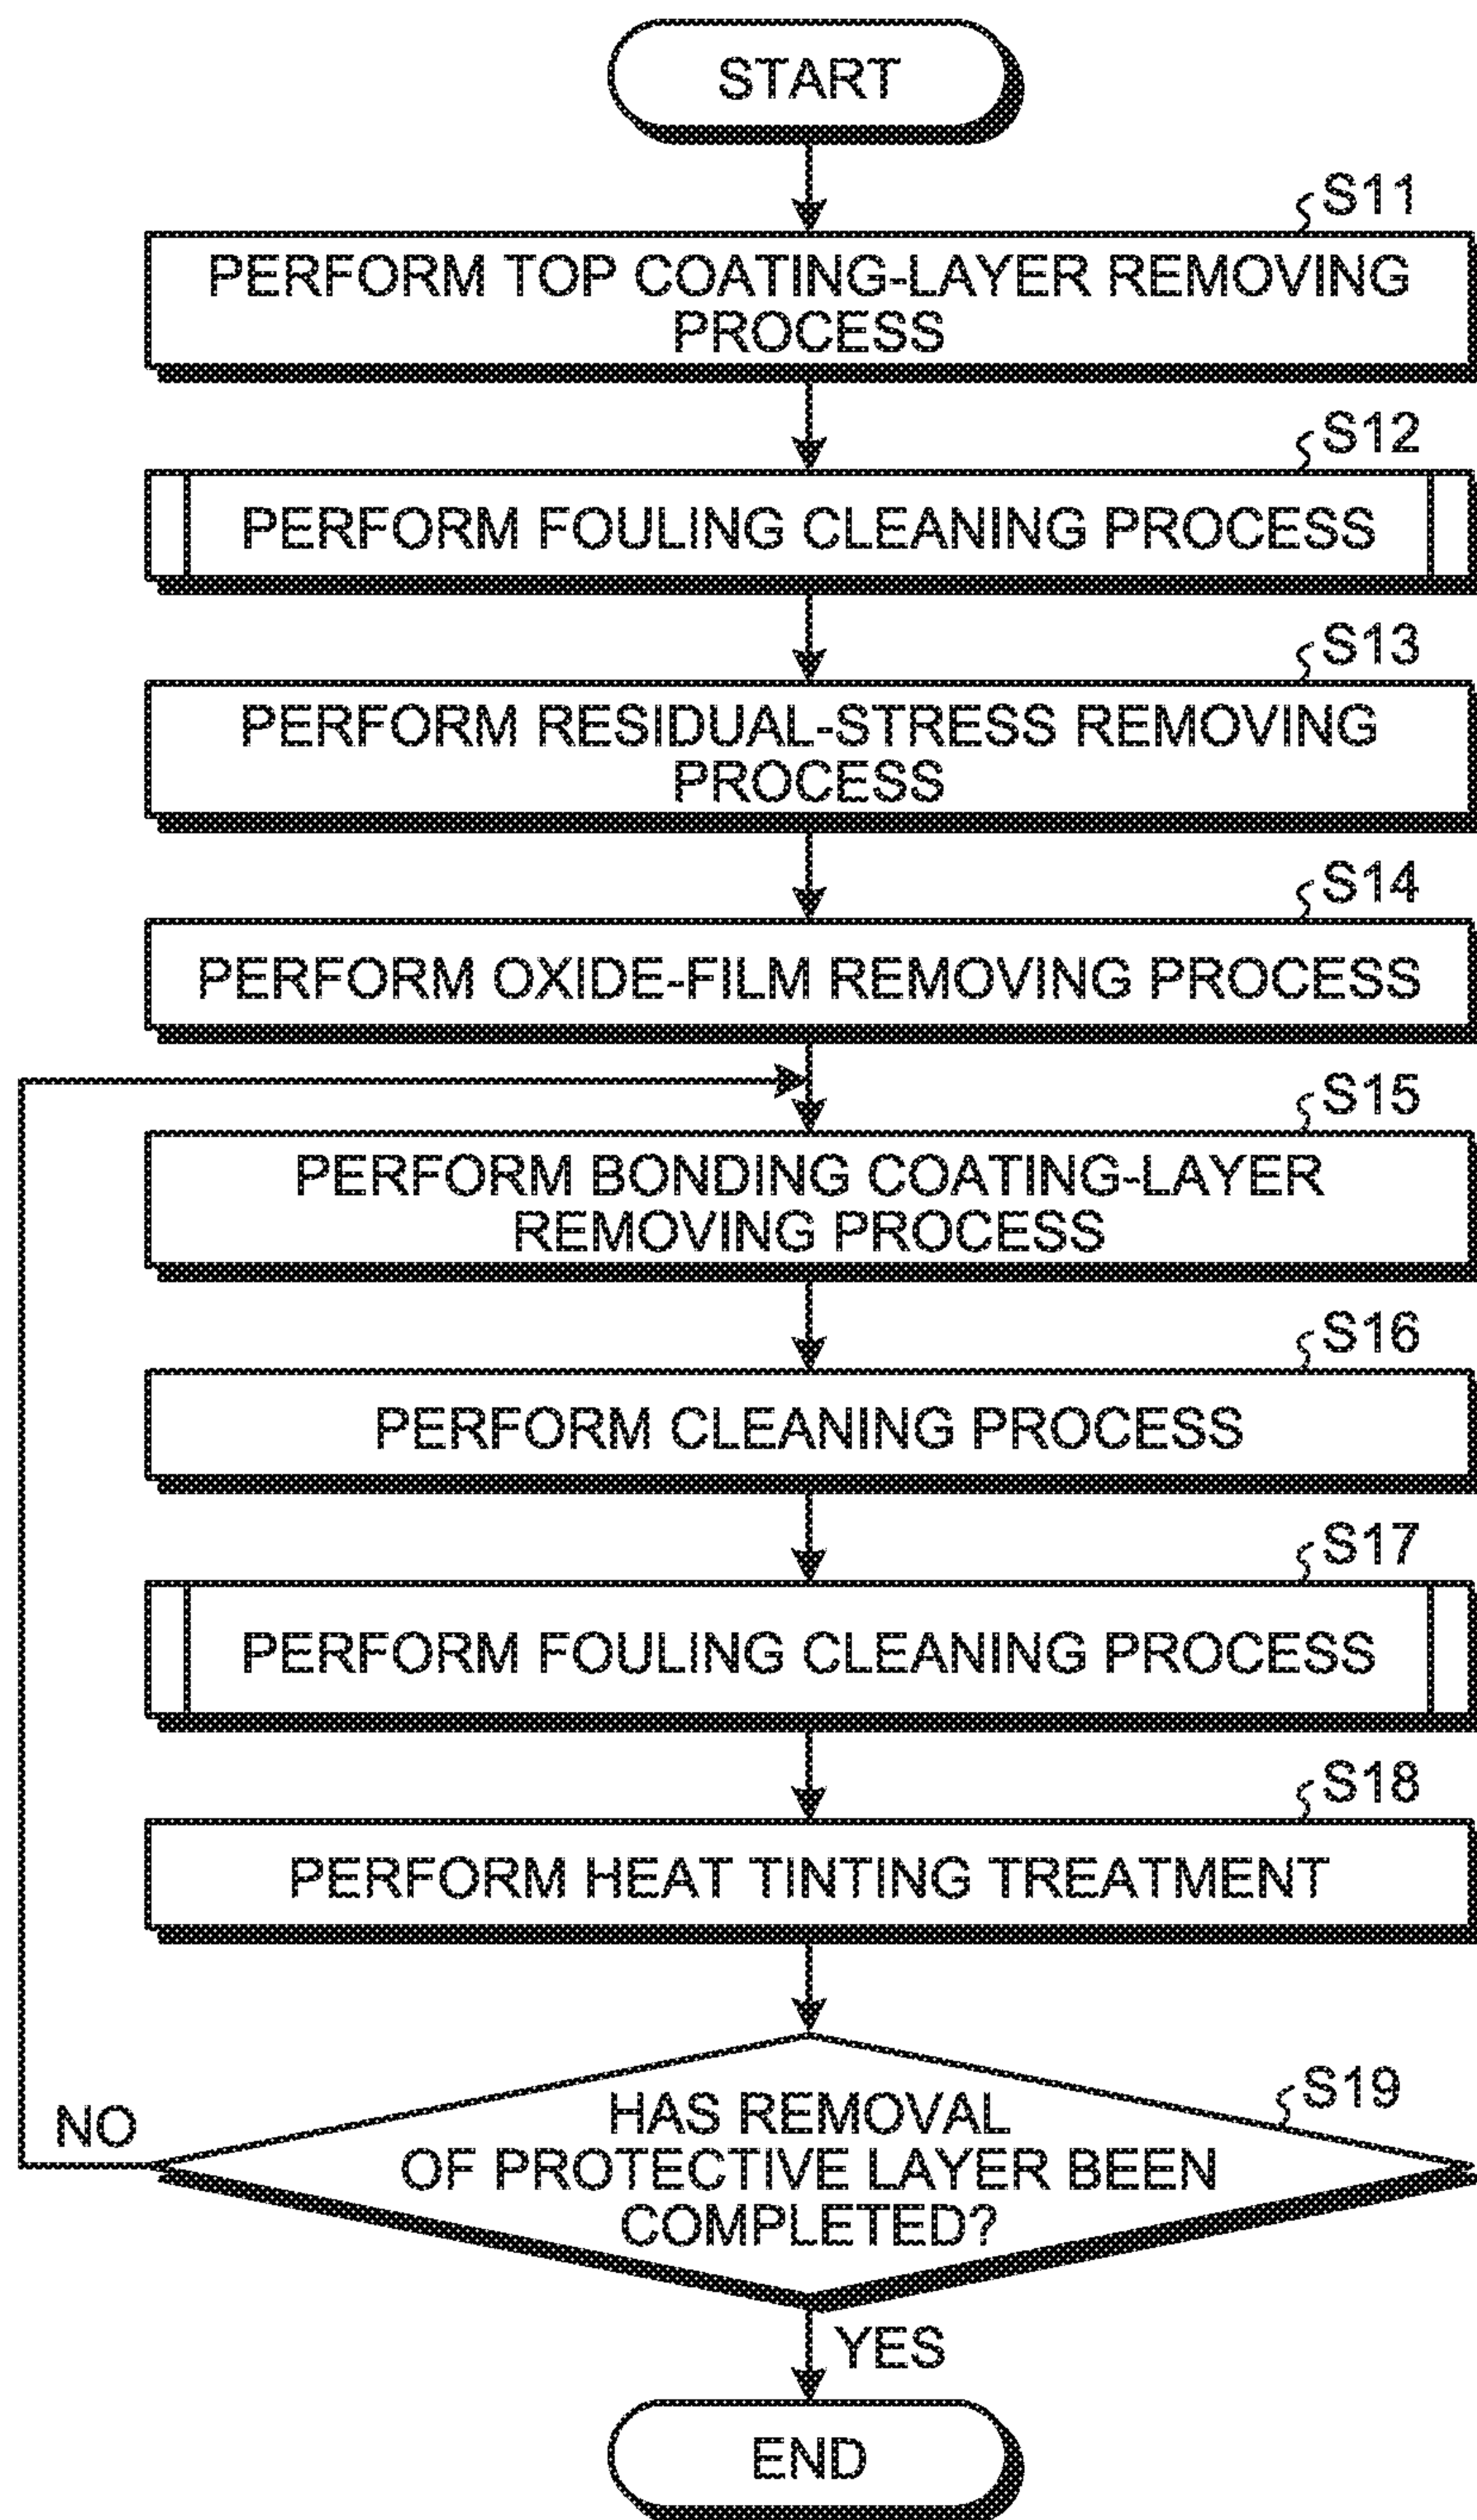 START
S11
PERFORM TOP COATING-LAYER REMOVING
PROCESS
S12
PERFORM FOULING CLEANING PROCESS
S13
PERFORM RESIDUAL-STRESS REMOVING
PROCESS
S14
PERFORM OXIDE-FILM REMOVING PROCESS
S15
PERFORM BONDING COATING-LAYER
REMOVING PROCESS
S16
PERFORM CLEANING PROCESS
S17
PERFORM FOULING CLEANING PROCESS
S18
PERFORM HEAT TINTING TREATMENT
S19
HAS REMOVAL
OF PROTECTIVE LAYER BEEN
COMPLETED?
NO
YES
END